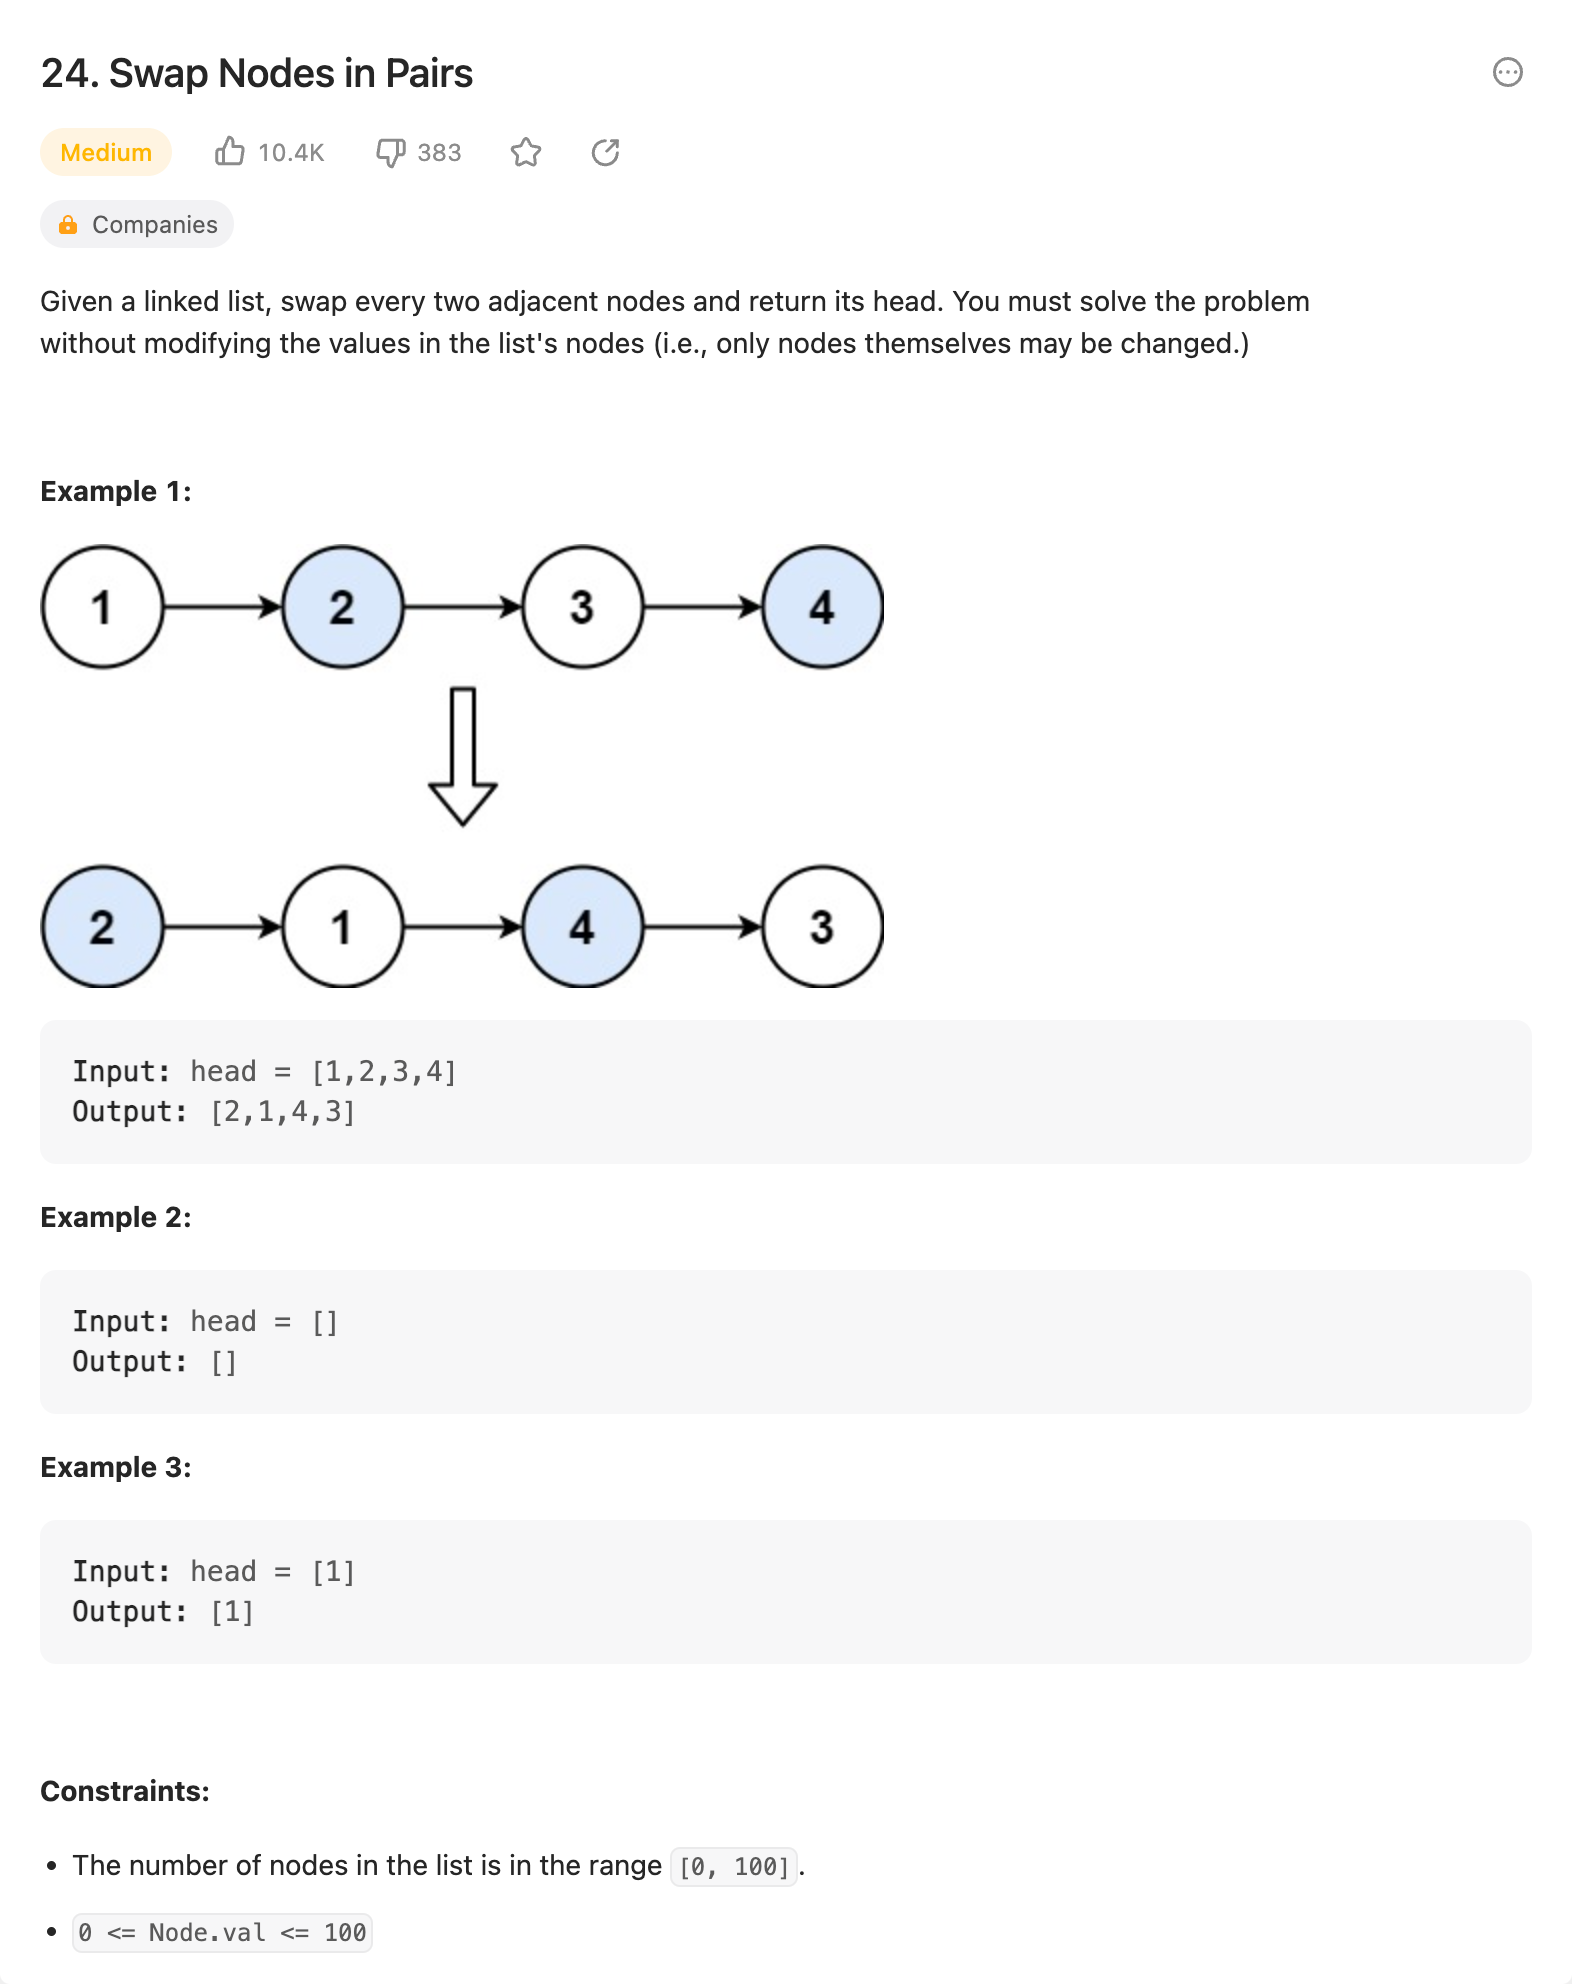 24. Swap Nodes in Pairs
Medium 10.4K 383
Companies
Given a linked list, swap every two adjacent nodes and return its head. You must solve the problem
without modifying the values in the list's nodes (i.e., only nodes themselves may be changed.)
Example 1:
1 2 3 4
2 1 4 3
Input: head = [1,2,3,4]
Output: [2,1,4,3]
Example 2:
Input: head = []
Output: []
Example 3:
Input: head = [1]
Output: [1]
Constraints:
• The number of nodes in the list is in the range [0, 100].
• 0 <= Node.val <= 100